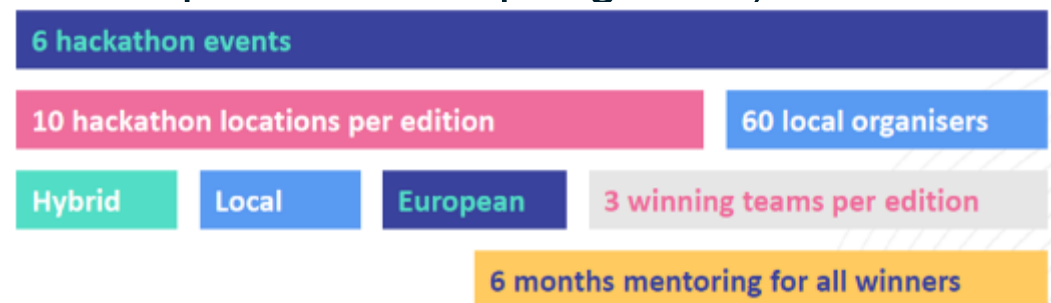 6 hackathon events
10 hackathon locations per edition 60 local organisers
Hybrid Local European 3 winning teams per edition
6 months mentoring for all winners